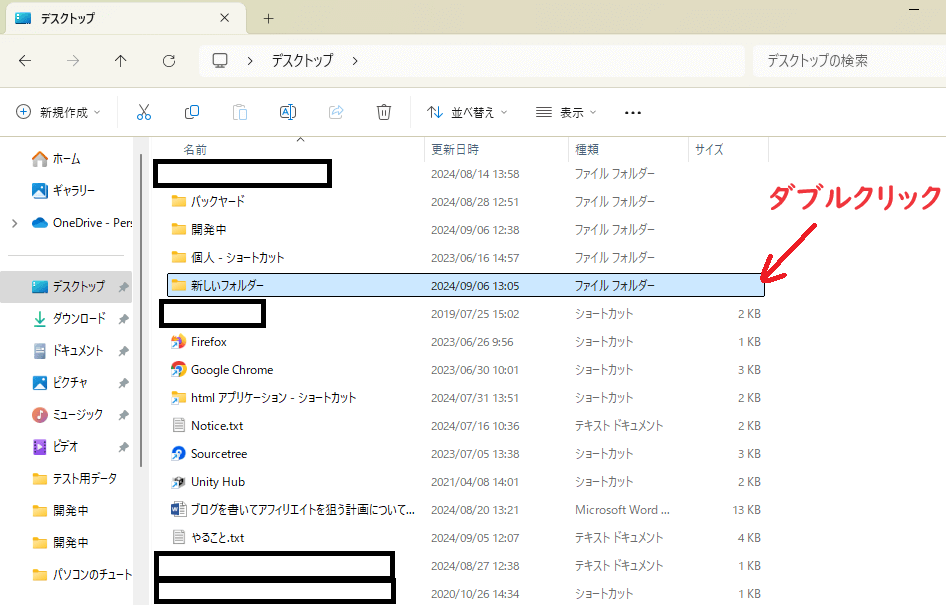 デスクトップ
デスクトップ
デスクトップの検索
新規作成 並べ替え 表示
名前 更新日時 種類 サイズ
ホーム
ギャラリー
OneDrive - Pers
デスクトップ
ダウンロード
ドキュメント
ピクチャ
ミュージック
ビデオ
テスト用データ
開発中
開発中
パソコンのチュート
2024/08/14 13:58 ファイル フォルダー
バックヤード 2024/08/28 12:51 ファイル フォルダー
開発中 2024/09/06 12:38 ファイル フォルダー
個人 - ショートカット 2023/06/16 14:57 ファイル フォルダー
新しいフォルダー 2024/09/06 13:05 ファイル フォルダー
2019/07/25 15:02 ショートカット 2 KB
Firefox 2023/06/26 9:56 ショートカット 1 KB
Google Chrome 2023/06/30 10:01 ショートカット 3 KB
html アプリケーション - ショートカット 2024/07/31 13:51 ショートカット 2 KB
Notice.txt 2024/07/16 10:36 テキスト ドキュメント 2 KB
Sourcetree 2023/07/05 13:38 ショートカット 3 KB
Unity Hub 2021/04/08 14:01 ショートカット 2 KB
ブログを書いてアフィリエイトを狙う計画について... 2024/08/20 13:21 Microsoft Word ... 13 KB
やること.txt 2024/09/05 12:07 テキスト ドキュメント 4 KB
2024/08/27 12:38 テキスト ドキュメント 1 KB
2020/10/26 14:34 ショートカット 1 KB
ダブルクリック